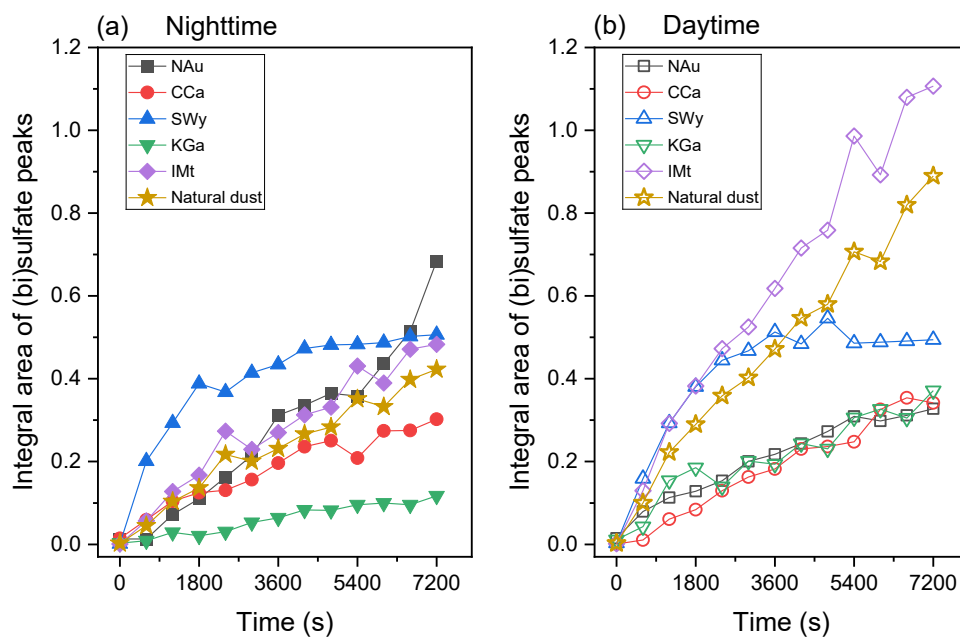 (a) Nighttime
Integral area of (bi)sulfate peaks
1.2
1.0
0.8
0.6
0.4
0.2
0.0
NAu
CCa
SWy
KGa
IMt
Natural dust
0 1800 3600 5400 7200
Time (s)
(b) Daytime
Integral area of (bi)sulfate peaks
1.2
1.0
0.8
0.6
0.4
0.2
0.0
NAu
CCa
SWy
KGa
IMt
Natural dust
0 1800 3600 5400 7200
Time (s)